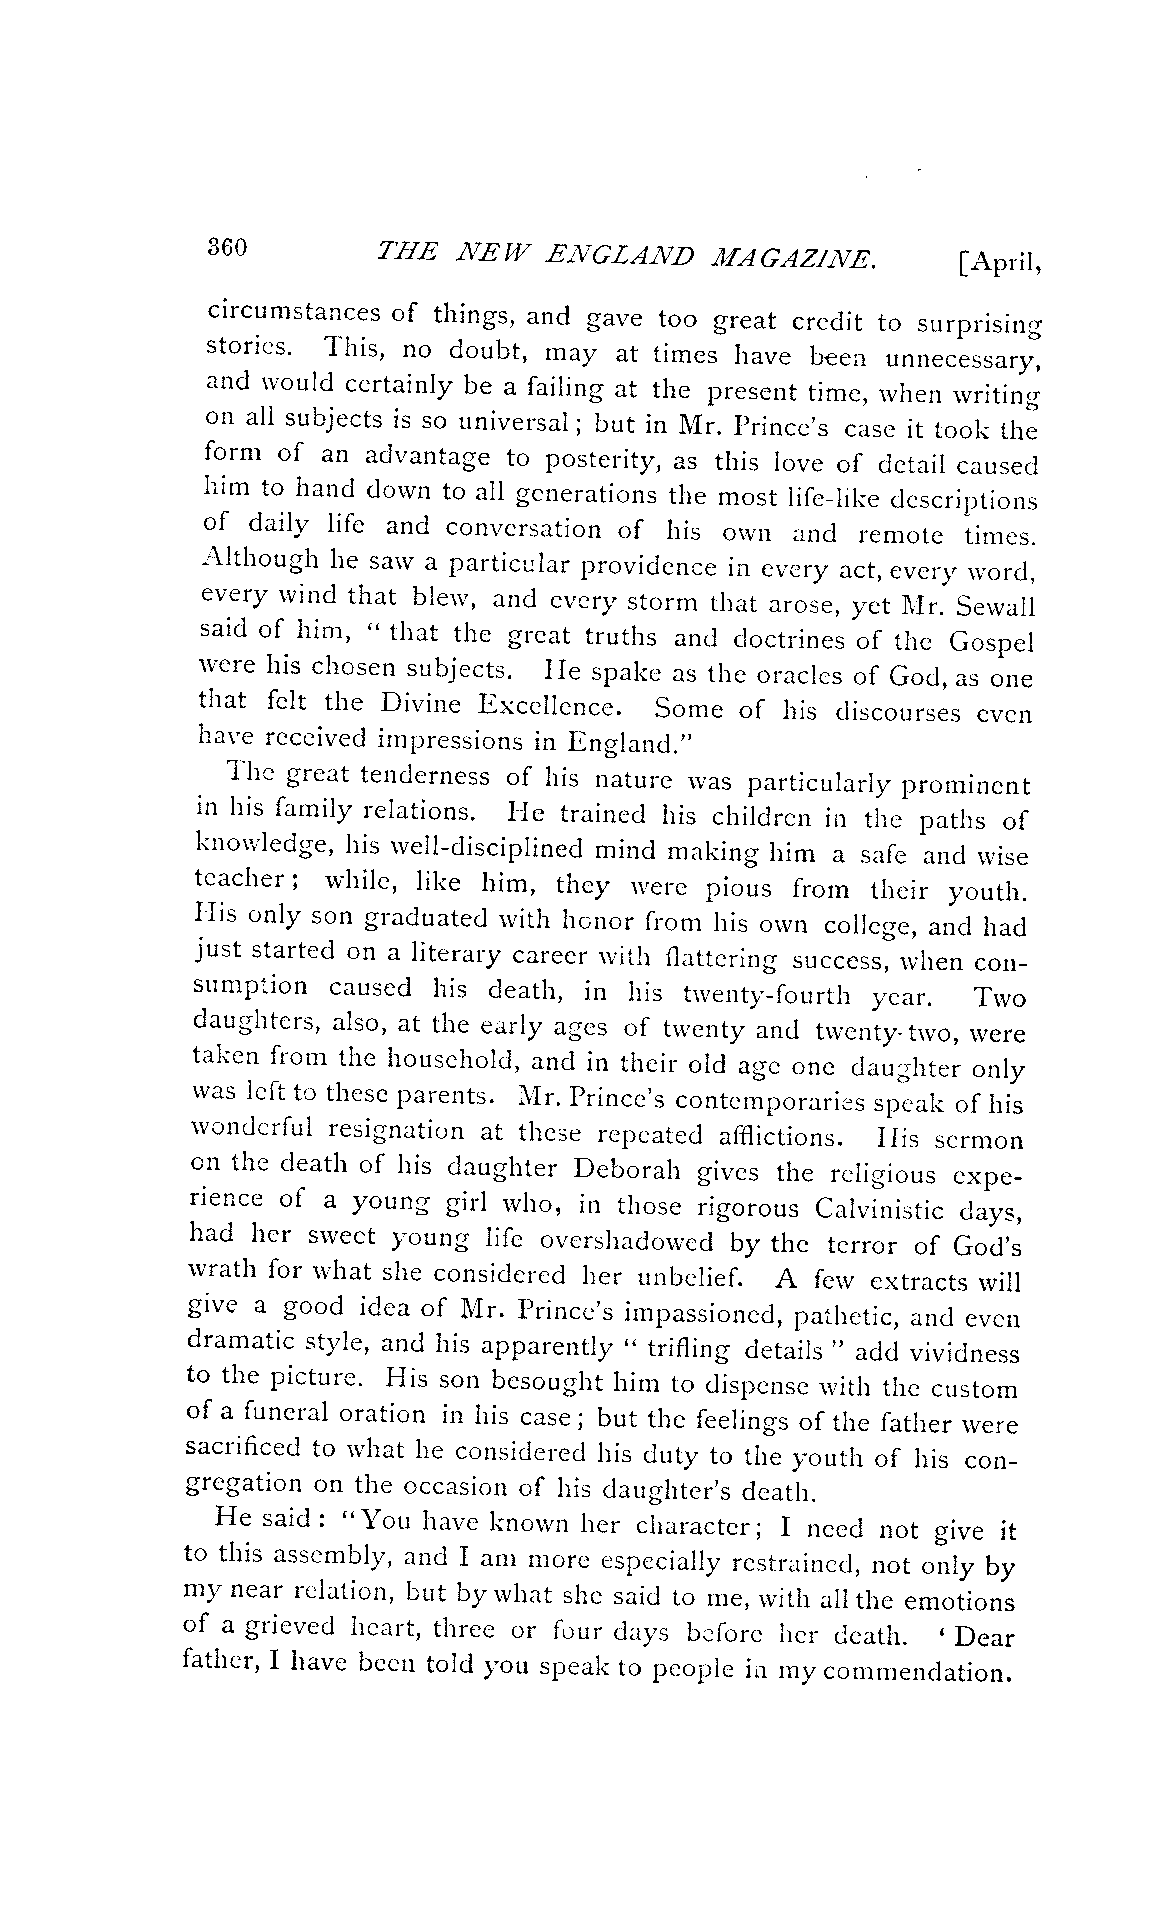 360 THE NEW ENGLAND MAGAZINE. [April,
circumstances of things, and gave too great credit to surprising
stories. This, no doubt, may at times have been unnecessary,
and would certainly be a failing at the present time, when writing
on all subjects is so universal; but in Mr. Prince's case it took the
form of an advantage to posterity, as this love of detail caused
him to hand down to all generations the most life-like descriptions
of daily life and conversation of his own and remote times.
Although he saw a particular providence in every act, every word,
every wind that blew, and every storm that arose, yet Mr. Sewall
said of him, " that the great truths and doctrines of the Gospel
were his chosen subjects. He spake as the oracles of God, as one
that felt the Divine Excellence. Some of his discourses even
have received impressions in England."
The great tenderness of his nature was particularly prominent
in his family relations. He trained his children in the paths of
knowledge, his well-disciplined mind making him a safe and wise
teacher; while, like him, they were pious from their youth.
His only son graduated with honor from his own college, and had
just started on a literary career with flattering success, when con-
sumption caused his death, in his twenty-fourth year. Two
daughters, also, at the early ages of twenty and twenty-two, were
taken from the household, and in their old age one daughter only
was left to these parents. Mr. Prince's contemporaries speak of his
wonderful resignation at these repeated afflictions. His sermon
on the death of his daughter Deborah gives the religious expe-
rience of a young girl who, in those rigorous Calvinistic days,
had her sweet young life overshadowed by the terror of God's
wrath for what she considered her unbelief. A few extracts will
give a good idea of Mr. Prince's impassioned, pathetic, and even
dramatic style, and his apparently " trifling details " add vividness
to the picture. His son besought him to dispense with the custom
of a funeral oration in his case; but the feelings of the father were
sacrificed to what he considered his duty to the youth of his con-
gregation on the occasion of his daughter's death.
He said: "You have known her character; I need not give it
to this assembly, and I am more especially restrained, not only by
my near relation, but by what she said to me, with all the emotions
of a grieved heart, three or four days before her death. ' Dear
father, I have been told you speak to people in my commendation.